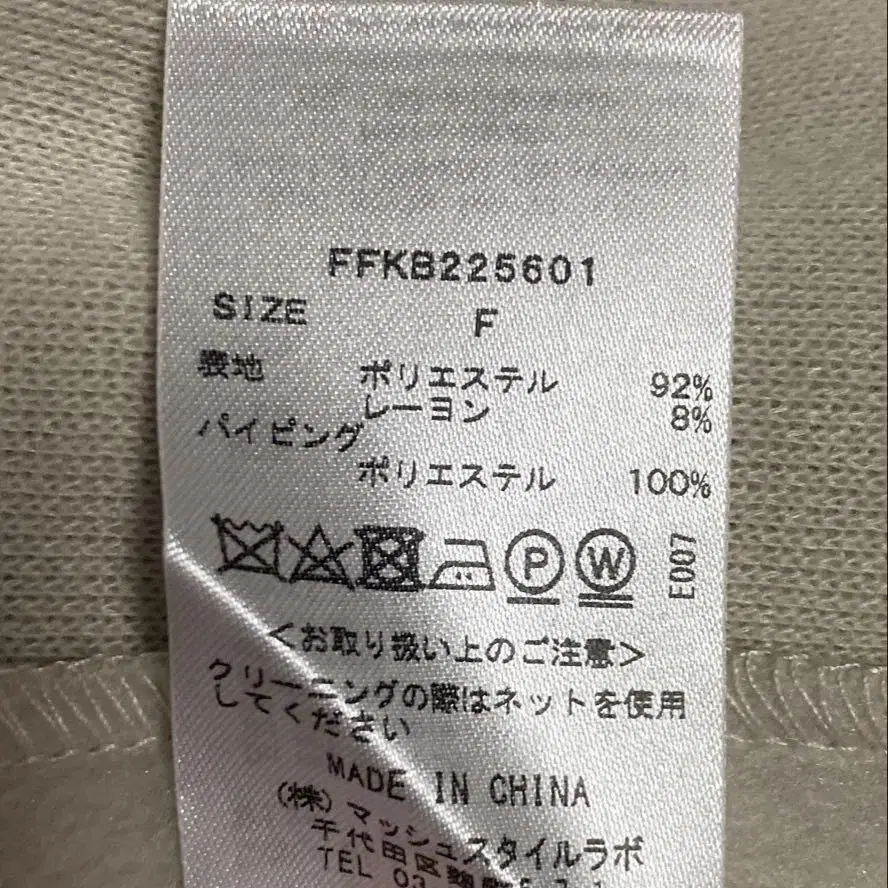 FFKB225601
SIZE F
表地 ポリエステル 92%
レーヨン 8%
パイピング
ポリエステル 100%
P W E007
<お取り扱い上のご注意>
クリーニングの際はネットを使用
してください
MADE IN CHINA
(株)マッシュスタイルラボ
千代田区麹町
TEL 03